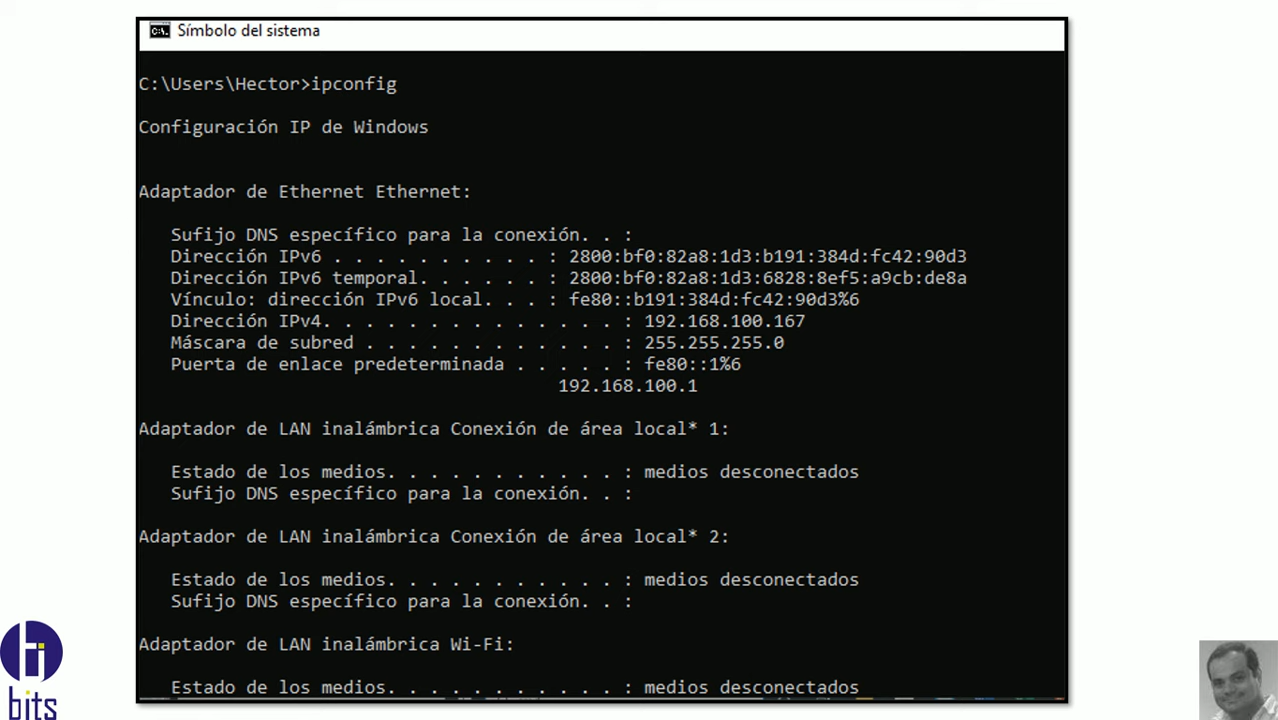 Símbolo del sistema
C:\Users\Hector>ipconfig
Configuración IP de Windows
Adaptador de Ethernet Ethernet:
Sufijo DNS específico para la conexión. . :
Dirección IPv6 . . . . . . . . . . : 2800:bf0:82a8:1d3:b191:384d:fc42:90d3
Dirección IPv6 temporal. . . . . . : 2800:bf0:82a8:1d3:6828:8ef5:a9cb:de8a
Vínculo: dirección IPv6 local. . . : fe80::b191:384d:fc42:90d3%6
Dirección IPv4. . . . . . . . . . . . . . : 192.168.100.167
Máscara de subred . . . . . . . . . . . . : 255.255.255.0
Puerta de enlace predeterminada . . . . . : fe80::1%6
192.168.100.1
Adaptador de LAN inalámbrica Conexión de área local* 1:
Estado de los medios. . . . . . . . . . . : medios desconectados
Sufijo DNS específico para la conexión. . :
Adaptador de LAN inalámbrica Conexión de área local* 2:
Estado de los medios. . . . . . . . . . . : medios desconectados
Sufijo DNS específico para la conexión. . :
Adaptador de LAN inalámbrica Wi-Fi:
Estado de los medios. . . . . . . . . . . : medios desconectados
hi
bits